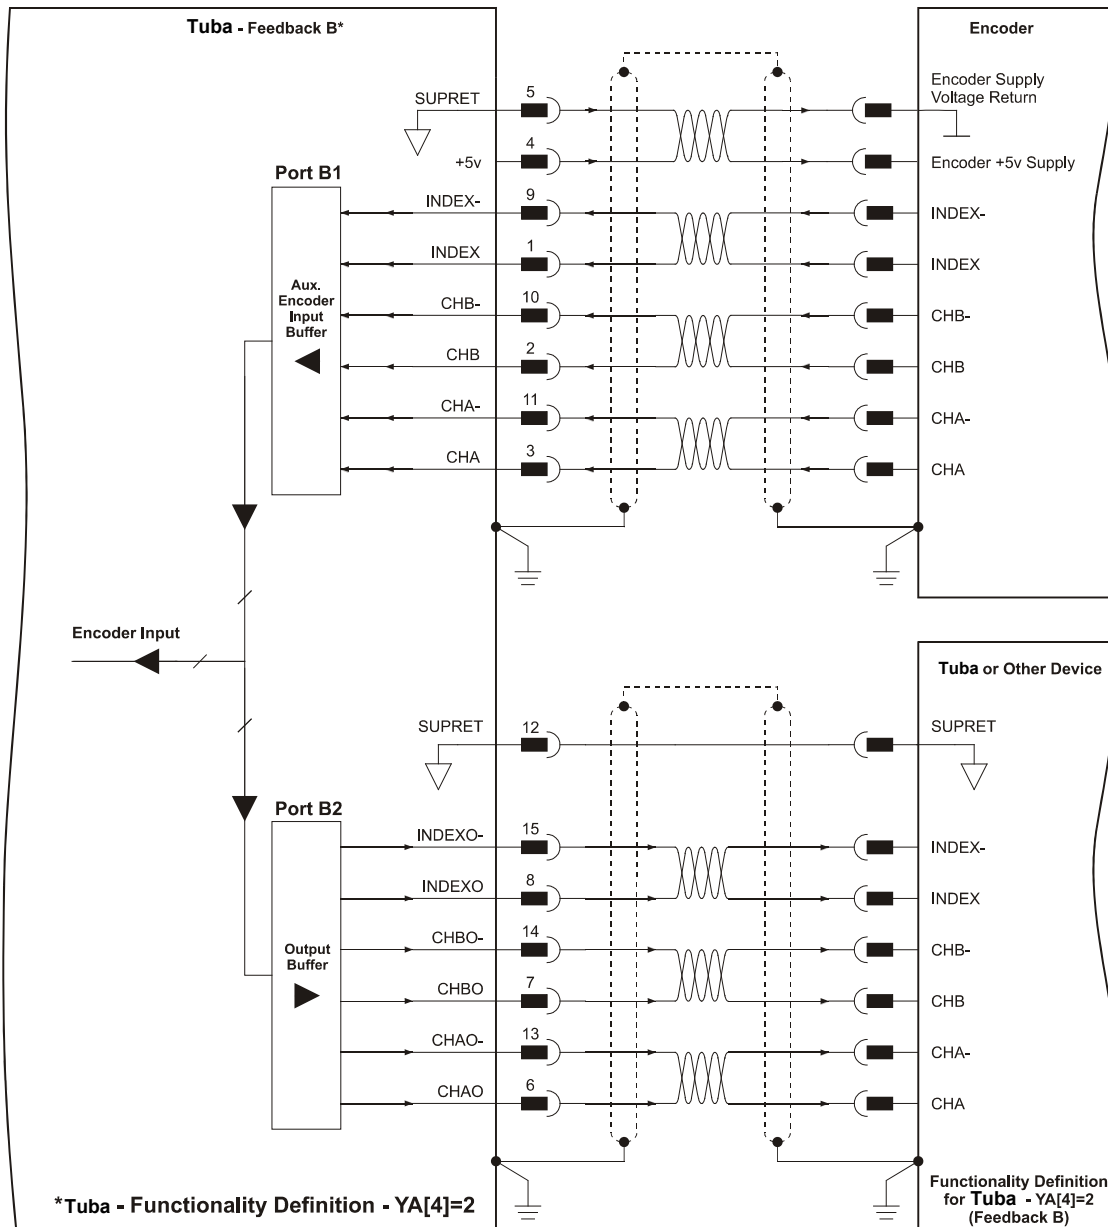 Tuba - Feedback B*
Encoder
SUPRET
5
Encoder Supply
Voltage Return
+5v
4
Encoder +5v Supply
Port B1
INDEX-
9
INDEX-
INDEX
1
INDEX
Aux.
Encoder
Input
Buffer
CHB-
10
CHB-
CHB
2
CHB
CHA-
11
CHA-
CHA
3
CHA
Encoder Input
Tuba or Other Device
SUPRET
12
SUPRET
Port B2
INDEXO-
15
INDEX-
INDEXO
8
INDEX
Output
Buffer
CHBO-
14
CHB-
CHBO
7
CHB
CHAO-
13
CHA-
CHAO
6
CHA
*Tuba - Functionality Definition - YA[4]=2
Functionality Definition
for Tuba - YA[4]=2
(Feedback B)